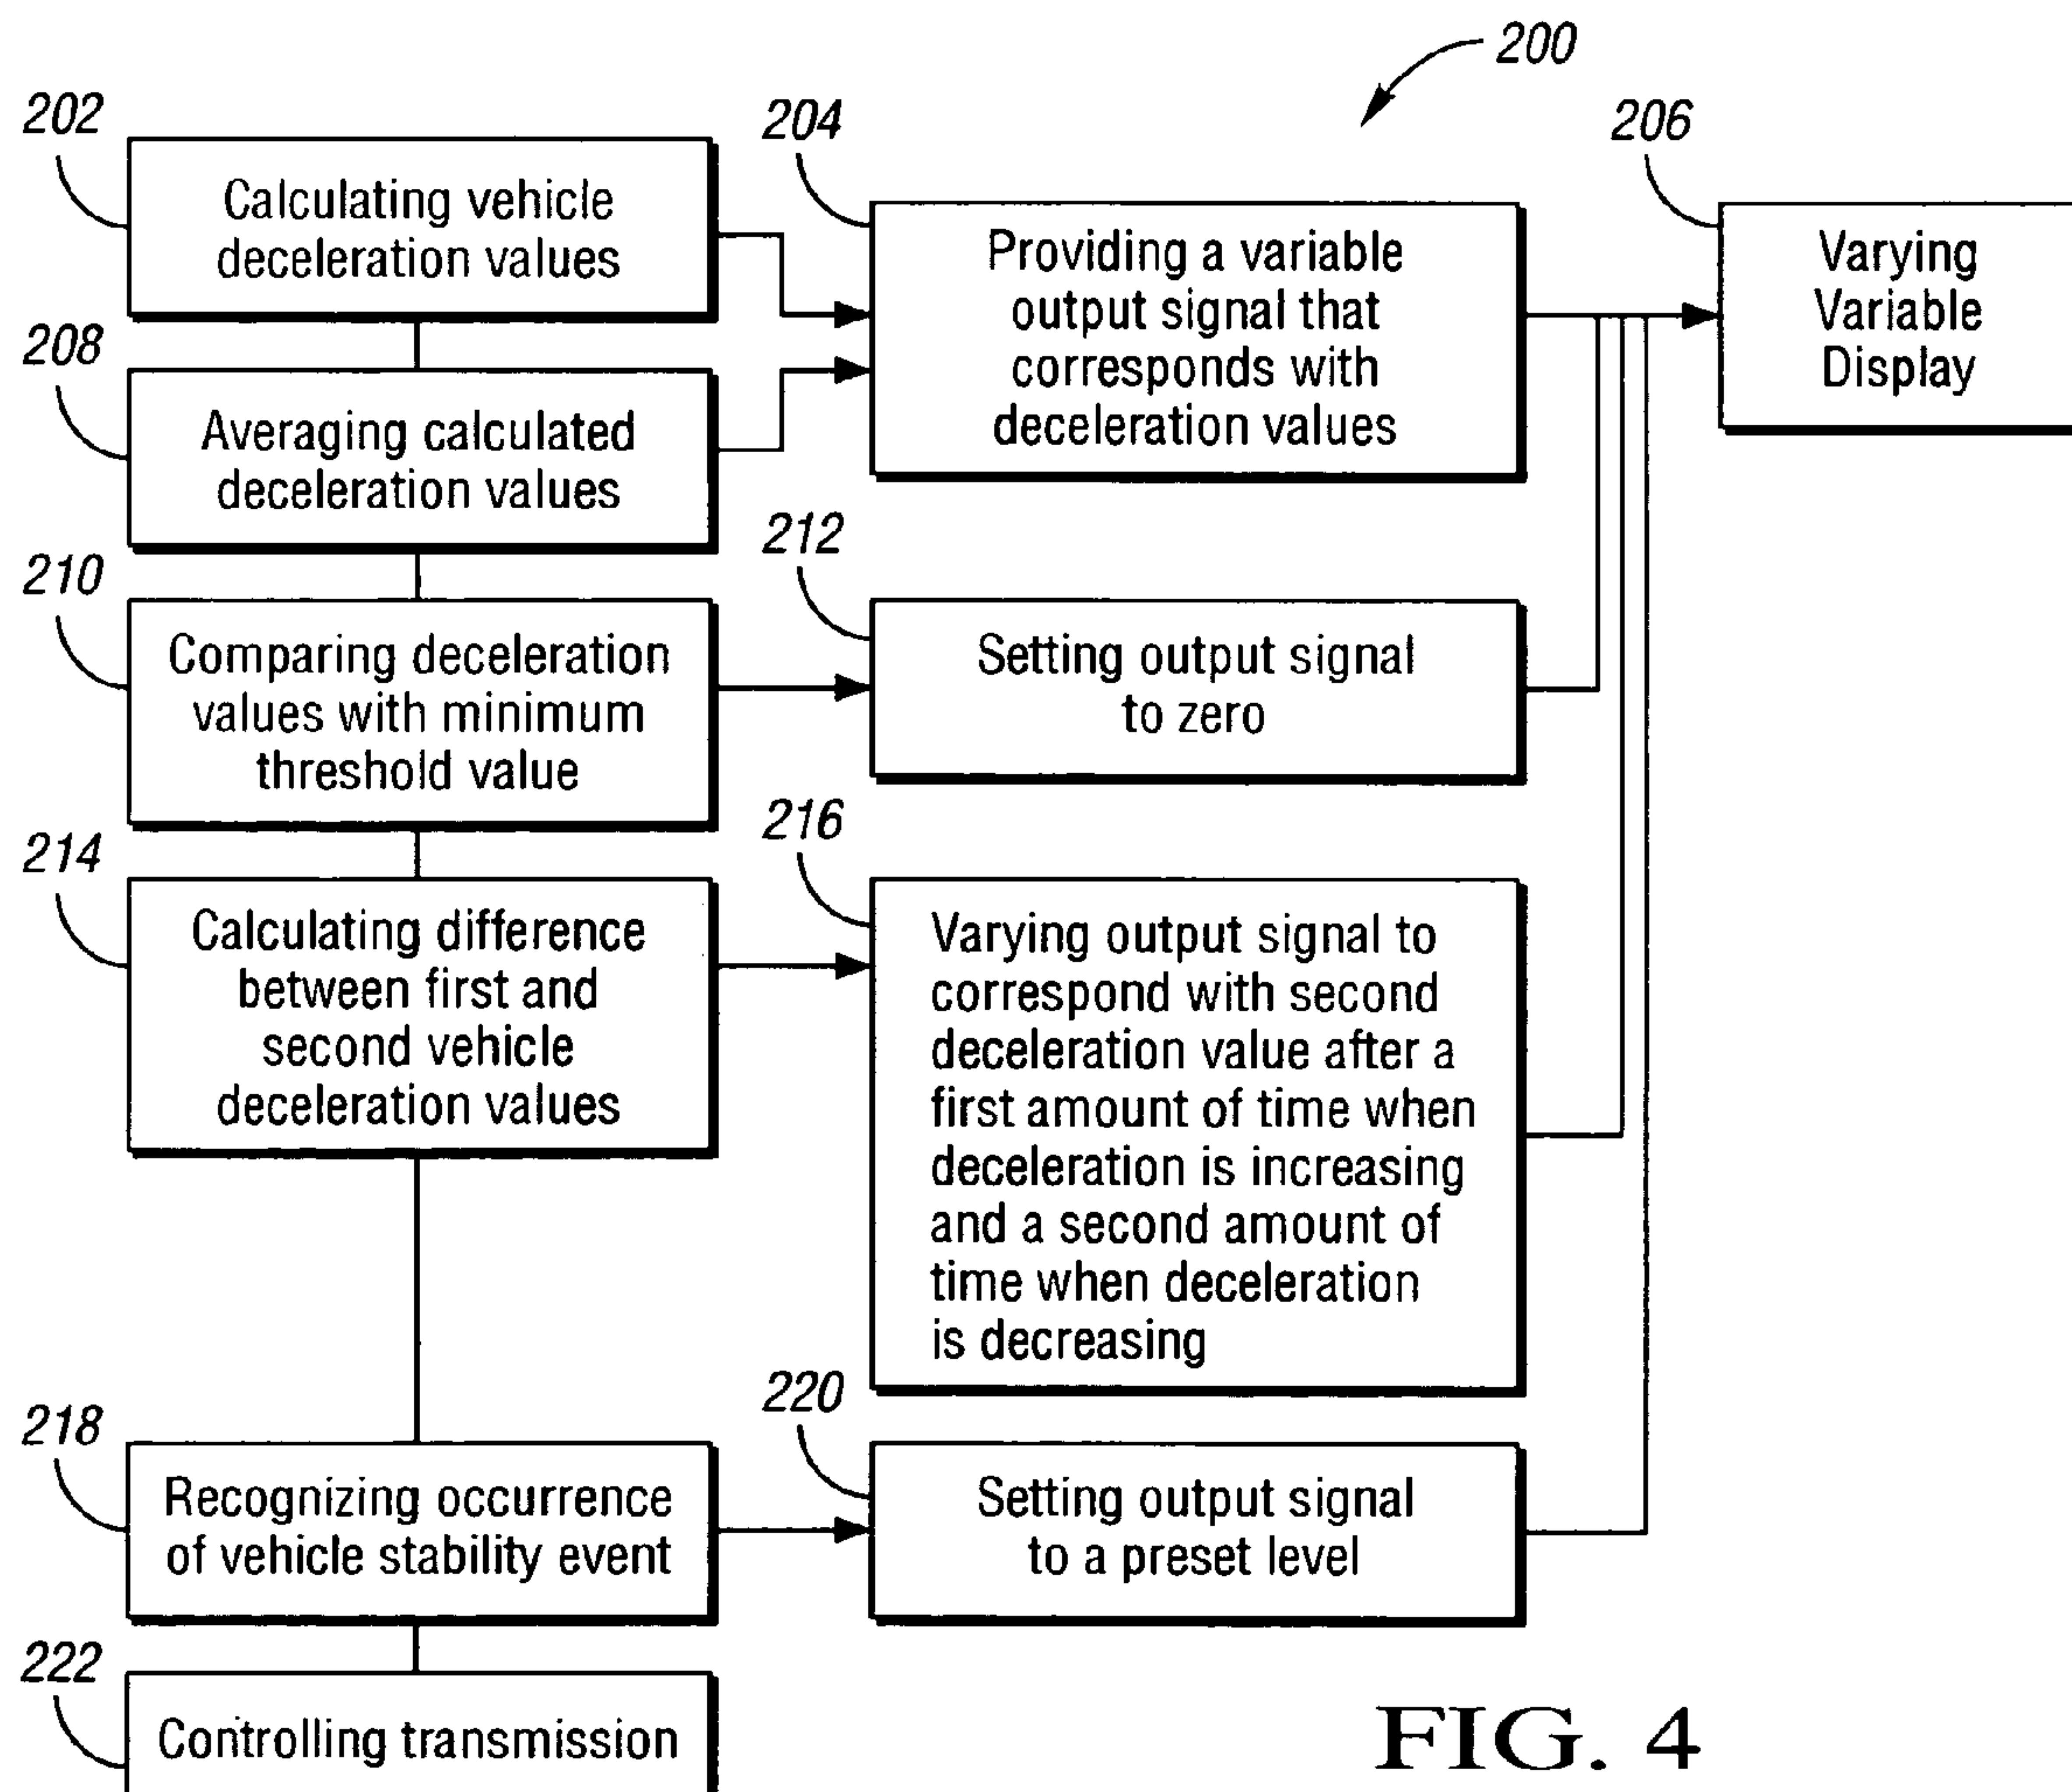 200
202
Calculating vehicle
deceleration values
204
Providing a variable
output signal that
corresponds with
deceleration values
206
Varying
Variable
Display
208
Averaging calculated
deceleration values
210
Comparing deceleration
values with minimum
threshold value
212
Setting output signal
to zero
214
Calculating difference
between first and
second vehicle
deceleration values
216
Varying output signal to
correspond with second
deceleration value after a
first amount of time when
deceleration is increasing
and a second amount of
time when deceleration
is decreasing
218
Recognizing occurrence
of vehicle stability event
220
Setting output signal
to a preset level
222
Controlling transmission
FIG. 4